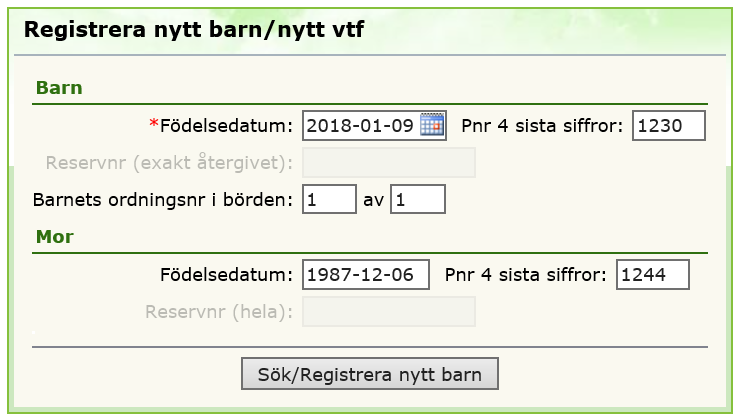 Registrera nytt barn/nytt vtf
Barn
*Födelsedatum: 2018-01-09 Pnr 4 sista siffror: 1230
Reservnr (exakt återgivet):
Barnets ordningsnr i börden: 1 av 1
Mor
Födelsedatum: 1987-12-06 Pnr 4 sista siffror: 1244
Reservnr (hela):
Sök/Registrera nytt barn